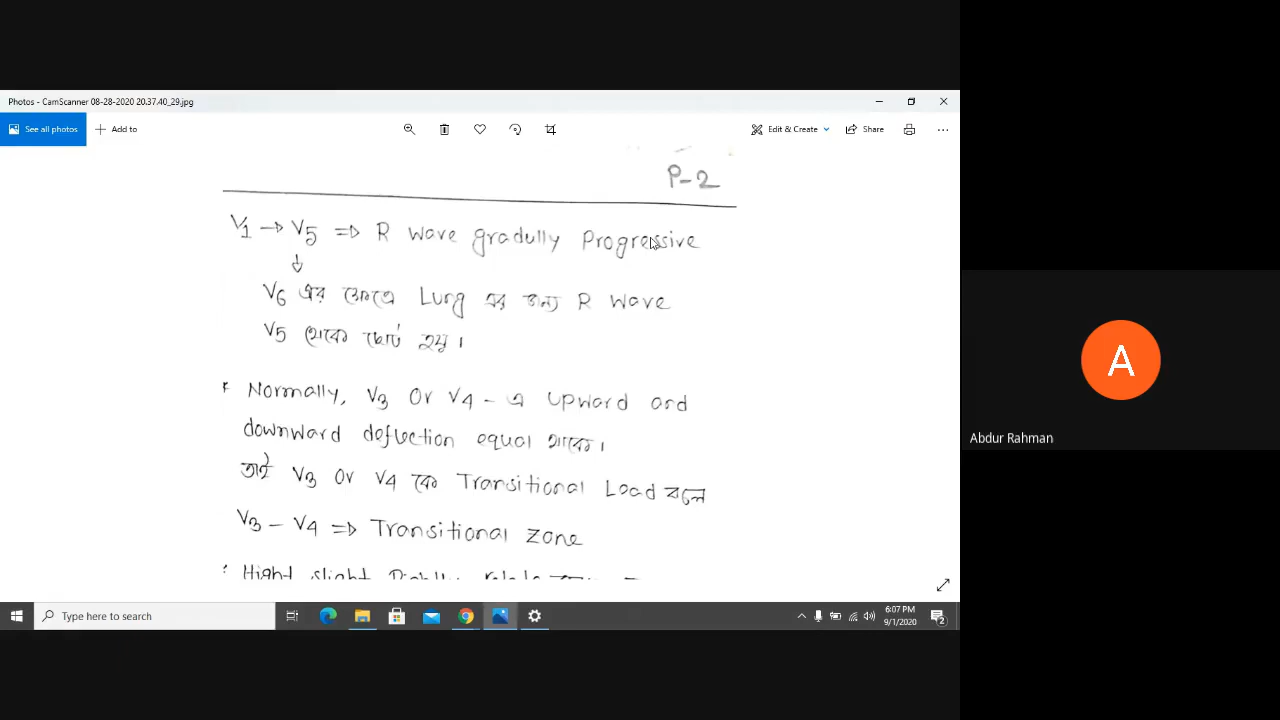 Photos - CamScanner 08-28-2020 20.37.40_29.jpg
See all photos
Add to
Edit & Create
Share
P-2
V1 → V5 ⇒ R wave gradully Progressive
↓
V6 এর ক্ষেত্রে Lung এর জন্য R wave
V5 থেকে ছোট হয়।
* Normally, V3 Or V4 - এ upward and
downward deflection equal থাকে।
তাই V3 Or V4 কে Transitional Lead বলে
V3 - V4 ⇒ Transitional zone
Hight slight
A
Abdur Rahman
Type here to search
6:07 PM
9/1/2020
2